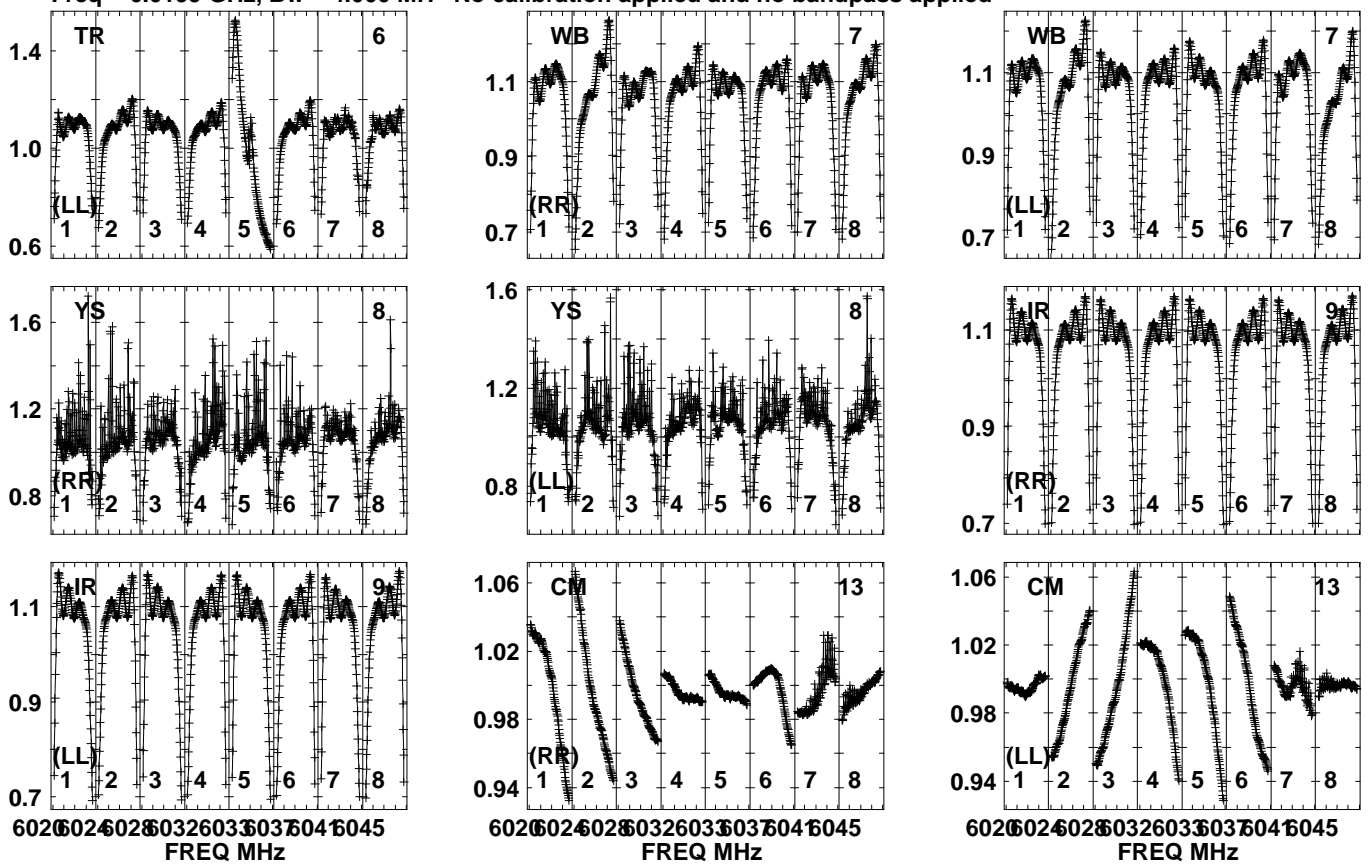 Freq GHz, No calibration applied and no bandpass applied
1.4 TR 6
1.0
(LL)
0.6 1 2 3 4 5 6 7 8
WB 7
1.1
0.9
(RR)
0.7 1 2 3 4 5 6 7 8
WB 7
1.1
0.9
(LL)
0.7 1 2 3 4 5 6 7 8
YS 8
1.6
1.2
(RR)
0.8 1 2 3 4 5 6 7 8
1.6 YS 8
1.2
(LL)
0.8 1 2 3 4 5 6 7 8
IR 9
1.1
0.9
(RR)
0.7 1 2 3 4 5 6 7 8
IR 9
1.1
0.9
(LL)
0.7 1 2 3 4 5 6 7 8
1.06 CM 13
1.02
0.98
(RR)
0.94 1 2 3 4 5 6 7 8
1.06 CM 13
1.02
0.98
(LL)
0.94 1 2 3 4 5 6 7 8
6020 6024 6028 6032 6033 6037 6041 6045
FREQ MHz
6020 6024 6028 6032 6033 6037 6041 6045
6020 6024 6028 6032 6033 6037 6041 6045
FREQ MHz